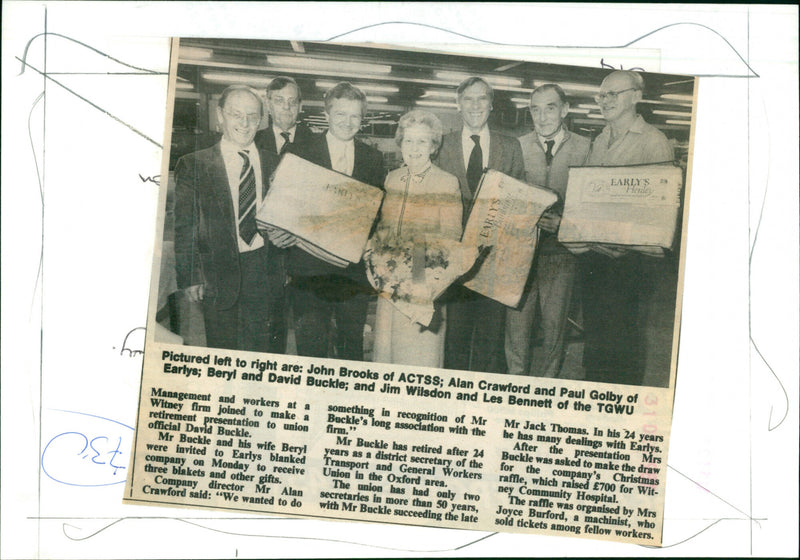 EARLY'S
EARLY'S
Henley
Pictured left to right are: John Brooks of ACTSS; Alan Crawford and Paul Golby of
Earlys; Beryl and David Buckle; and Jim Wilsdon and Les Bennett of the TGWU
Management and workers at a
Witney firm joined to make a
retirement presentation to union
official David Buckle.
Mr Buckle and his wife Beryl
were invited to Earlys blanked
company on Monday to receive
three blakets and other gifts.
Company director Mr Alan
Crawford said: "We wanted to do
something in recognition of Mr
Buckle's long association with the
firm."
Mr Buckle has retired after 24
years as a district secretary of the
Transport and General Workers
Union in the Oxford area.
The union has had only two
secretaries in more than 50 years,
with Mr Buckle succeeding the late
Mr Jack Thomas. In his 24 years
he has many dealings with Earlys.
After the presentation Mrs
Buckle was asked to make the draw
for the company's Christmas
raffle, which raised £700 for Wit-
ney Community Hospital.
The raffle was organised by Mrs
Joyce Burford, a machinist, who
sold tickets among fellow workers.